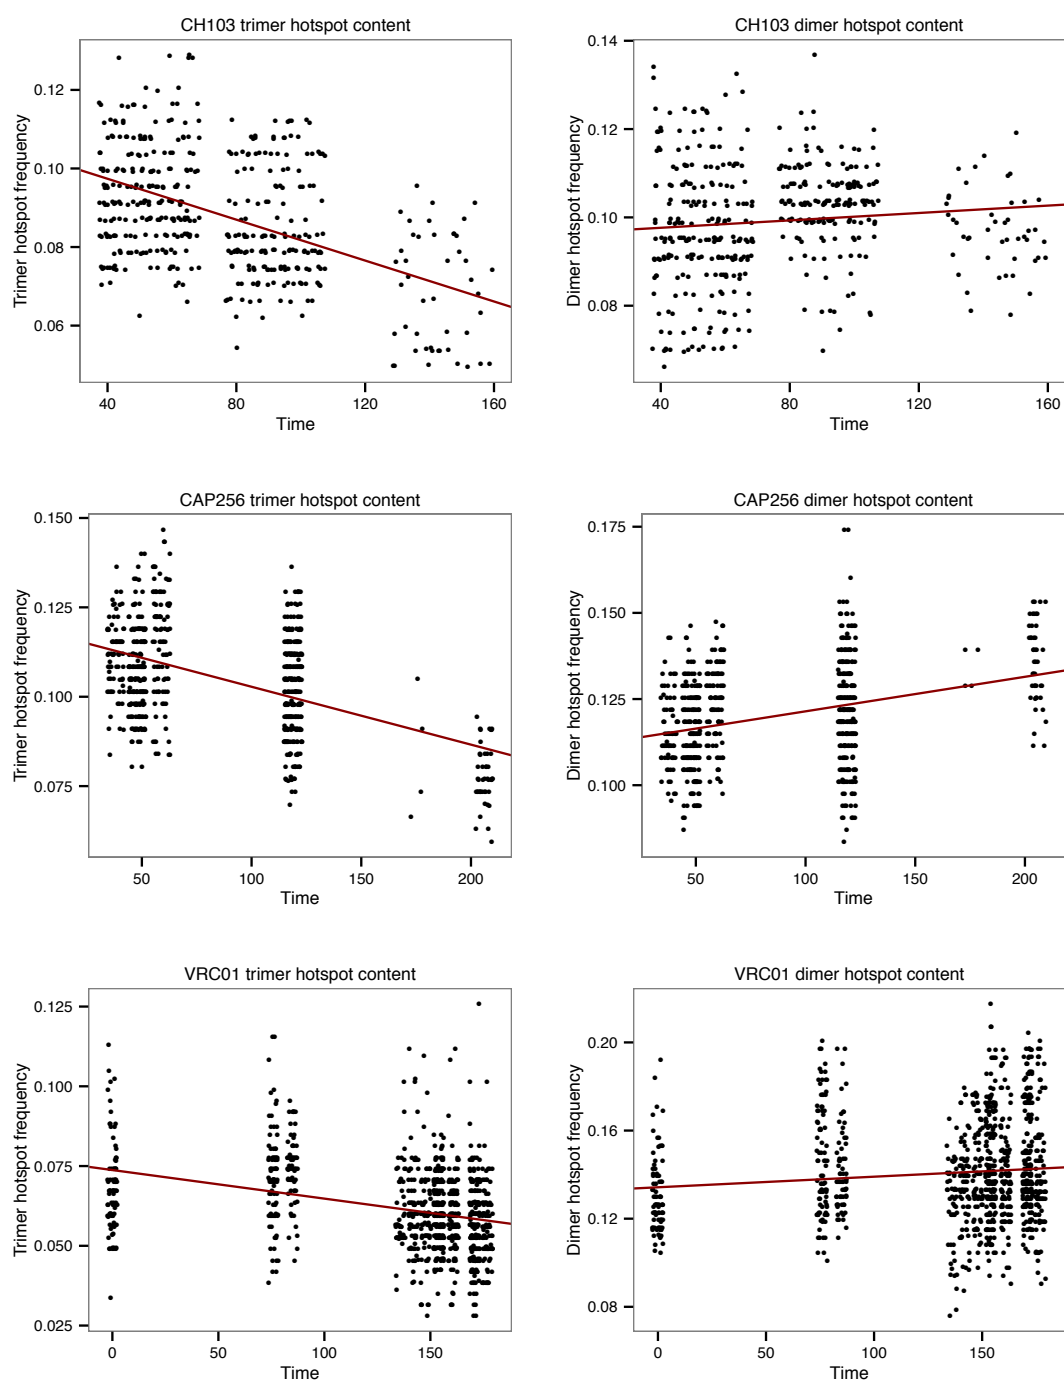 CH103 trimer hotspot content
Trimer hotspot frequency
0.12
0.10
0.08
0.06
40 80 120 160
Time
CH103 dimer hotspot content
Dimer hotspot frequency
0.14
0.12
0.10
0.08
40 80 120 160
Time
CAP256 trimer hotspot content
Trimer hotspot frequency
0.150
0.125
0.100
0.075
50 100 150 200
Time
CAP256 dimer hotspot content
Dimer hotspot frequency
0.175
0.150
0.125
0.100
50 100 150 200
Time
VRC01 trimer hotspot content
Trimer hotspot frequency
0.125
0.100
0.075
0.050
0.025
0 50 100 150
Time
VRC01 dimer hotspot content
Dimer hotspot frequency
0.20
0.16
0.12
0.08
0 50 100 150
Time